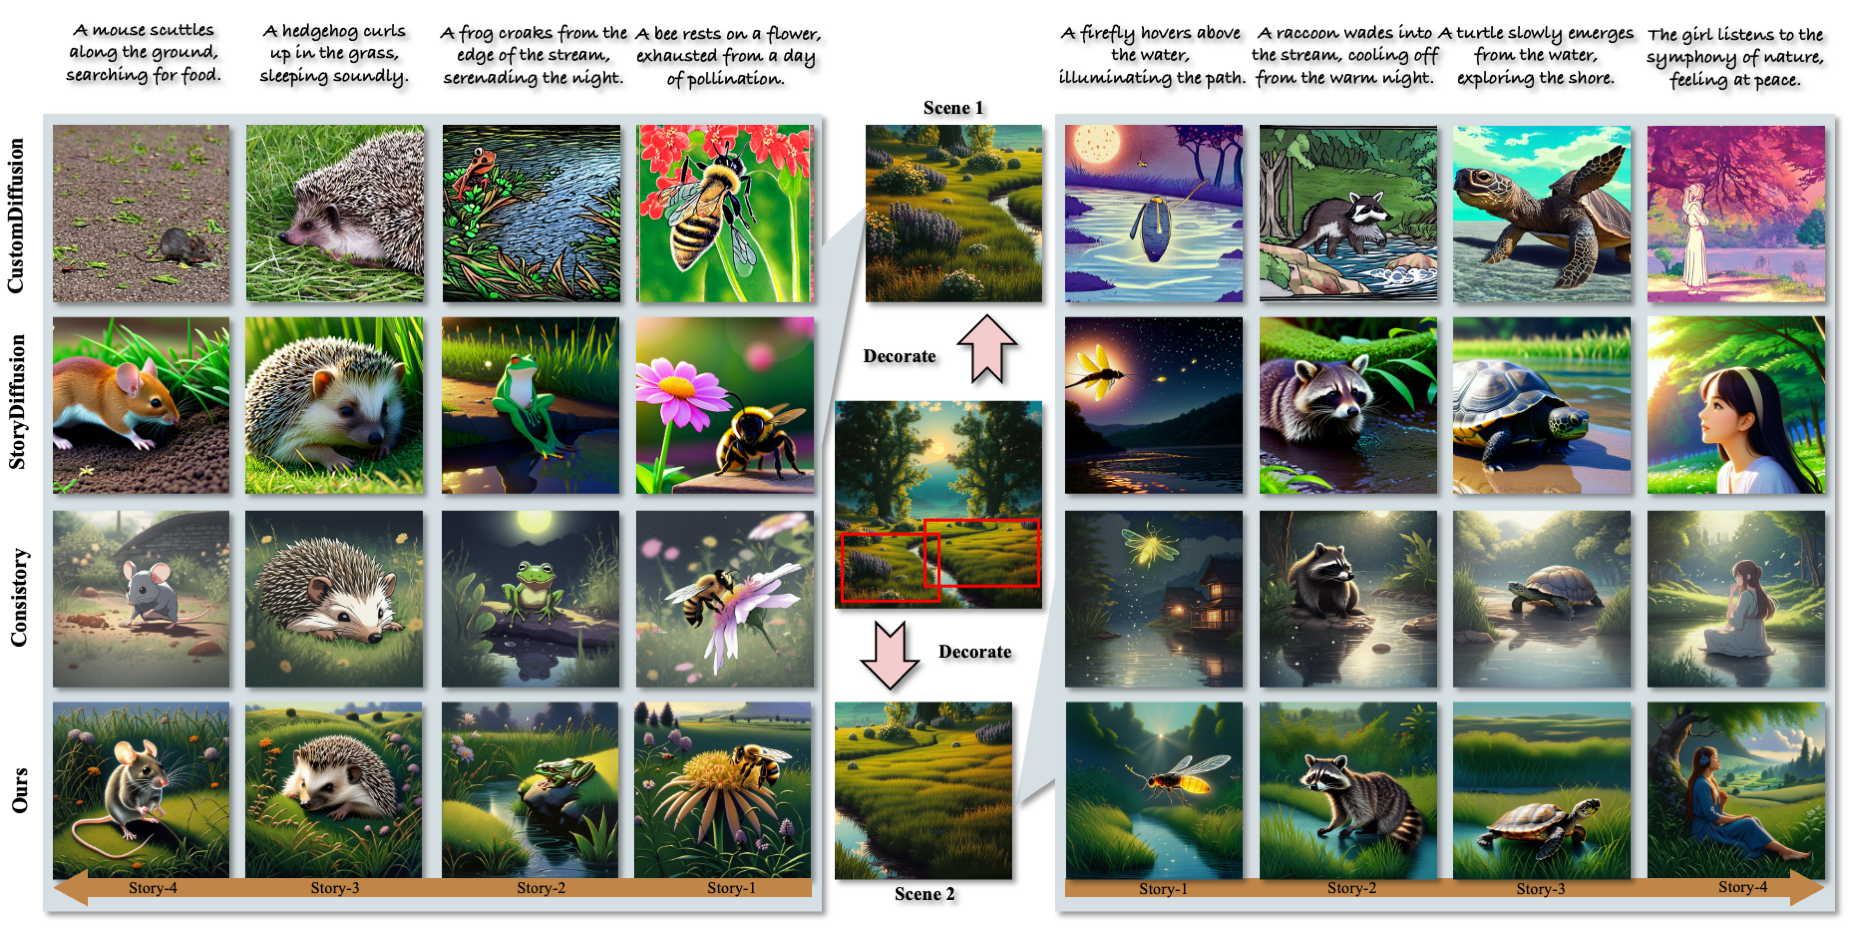 A mouse scuttles
along the ground,
searching for food.
A hedgehog curls
up in the grass,
sleeping soundly.
A frog croaks from the
edge of the stream,
serenading the night.
A bee rests on a flower,
exhausted from a day
of pollination.
A firefly hovers above
the water,
illuminating the path.
A raccoon wades into
the stream, cooling off
from the warm night.
A turtle slowly emerges
from the water,
exploring the shore.
The girl listens to the
symphony of nature,
feeling at peace.
CustomDiffusion
StoryDiffusion
Consistory
Ours
Scene 1
Decorate
Decorate
Scene 2
Story-4
Story-3
Story-2
Story-1
Story-1
Story-2
Story-3
Story-4